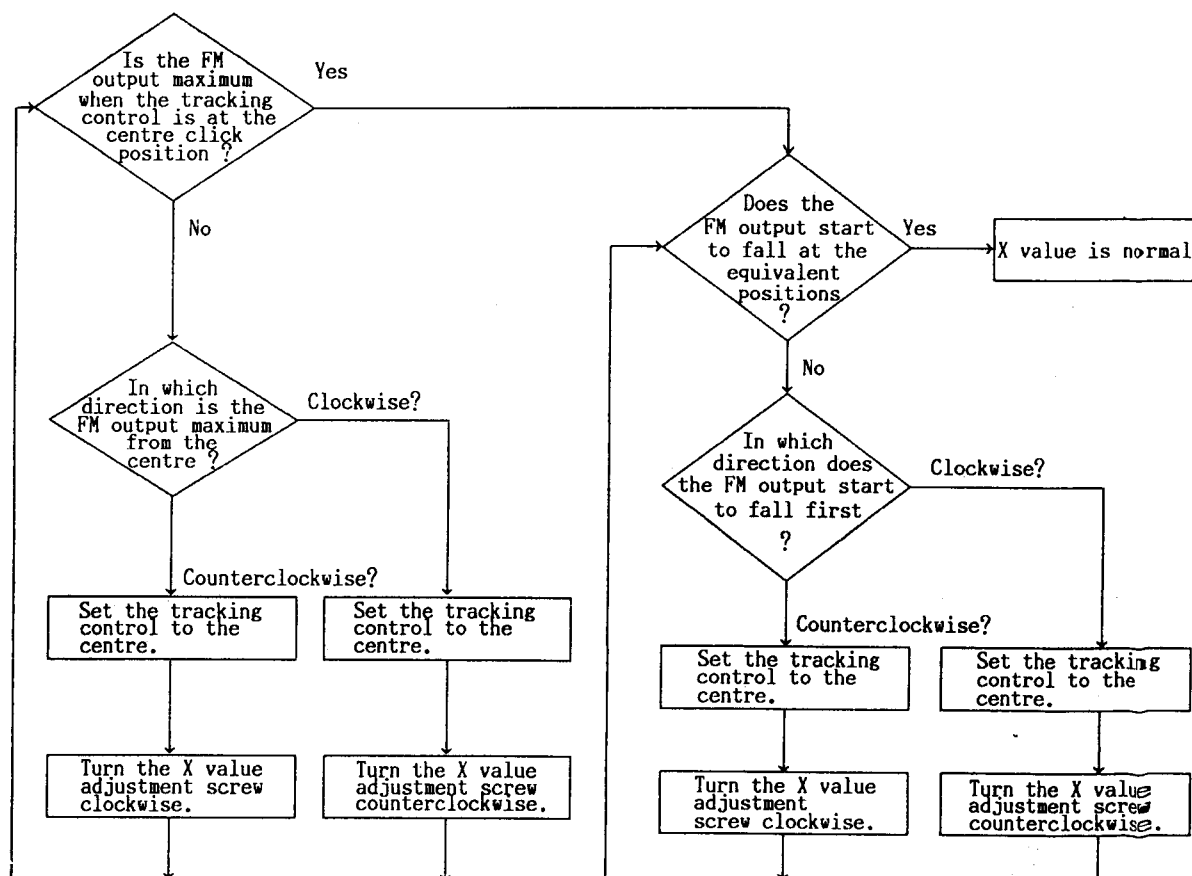 Is the FM
output maximum
when the tracking
control is at the
centre click
position ?
Yes
No
Does the
FM output start
to fall at the
equivalent
positions
?
Yes
X value is normal
No
In which
direction is the
FM output maximum
from the
centre ?
Clockwise?
Counterclockwise?
In which
direction does
the FM output start
to fall first
?
Clockwise?
Counterclockwise?
Set the tracking
control to the
centre.
Set the tracking
control to the
centre.
Set the tracking
control to the
centre.
Set the tracking
control to the
centre.
Turn the X value
adjustment screw
clockwise.
Turn the X value
adjustment screw
counterclockwise.
Turn the X value
adjustment
screw clockwise.
Turn the X value
adjustment screw
counterclockwise.